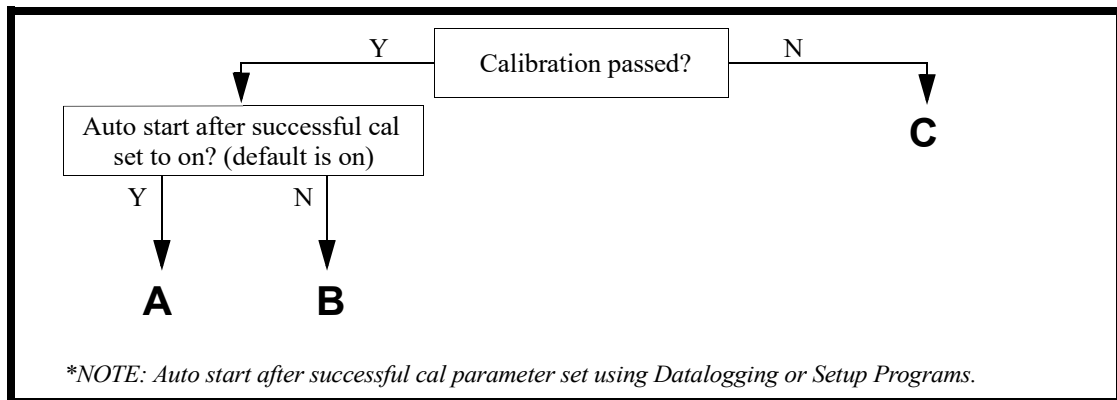 Y
Calibration passed?
N
Auto start after successful cal
set to on? (default is on)
C
Y
N
A
B
*NOTE: Auto start after successful cal parameter set using Datalogging or Setup Programs.